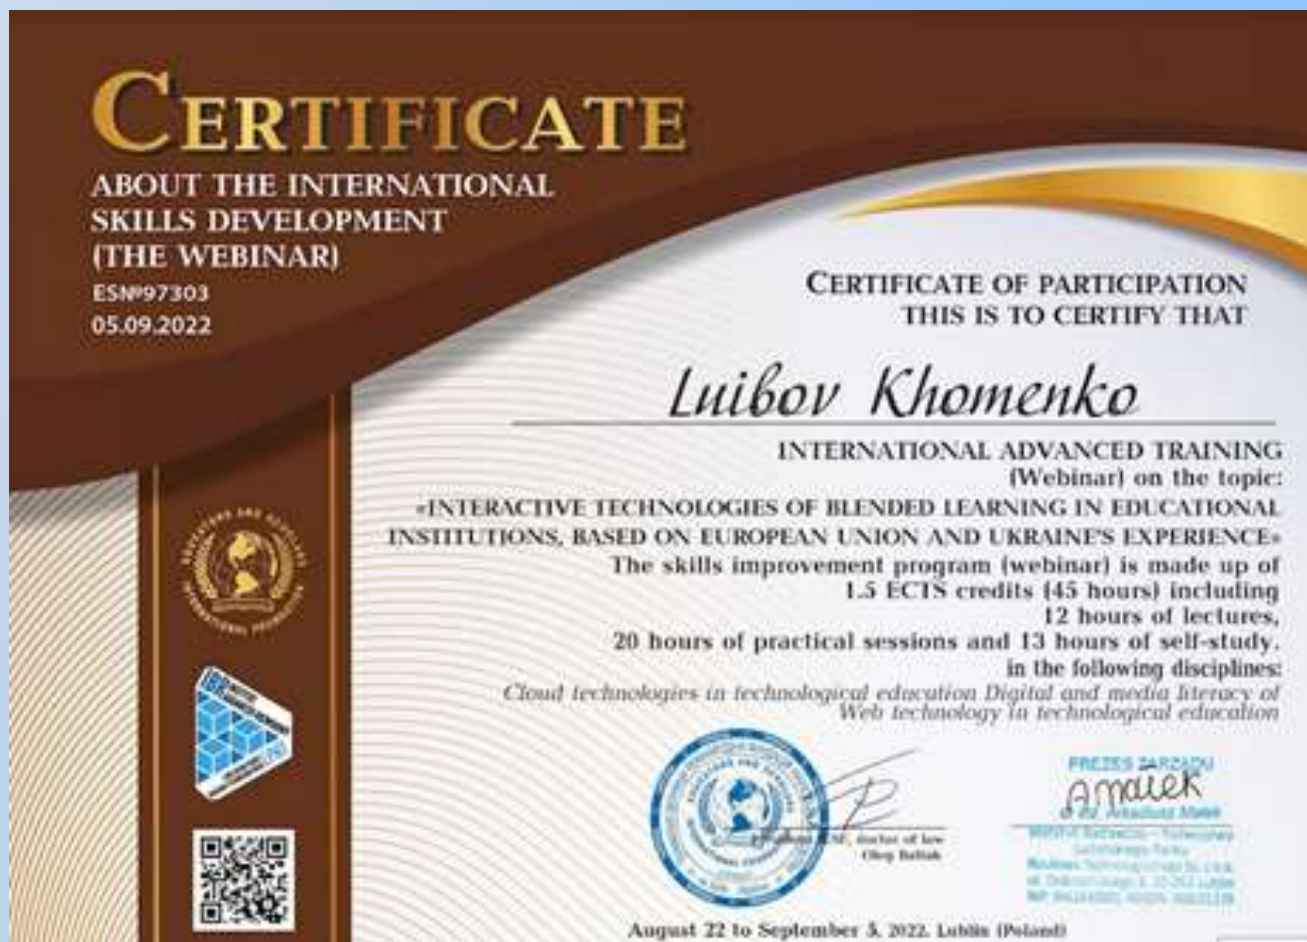 CERTIFICATE
ABOUT THE INTERNATIONAL
SKILLS DEVELOPMENT
(THE WEBINAR)
ES№97303
05.09.2022
CERTIFICATE OF PARTICIPATION
THIS IS TO CERTIFY THAT
Luibov Khomenko
INTERNATIONAL ADVANCED TRAINING
(Webinar) on the topic:
«INTERACTIVE TECHNOLOGIES OF BLENDED LEARNING IN EDUCATIONAL
INSTITUTIONS, BASED ON EUROPEAN UNION AND UKRAINE'S EXPERIENCE»
The skills improvement program (webinar) is made up of
1.5 ECTS credits (45 hours) including
12 hours of lectures,
20 hours of practical sessions and 13 hours of self-study.
in the following disciplines:
Cloud technologies in technological education Digital and media literacy of
Web technology in technological education
PREZES ZARZĄDU
doctor of law
Oleg
August 22 to September 5, 2022, Lublin (Poland)